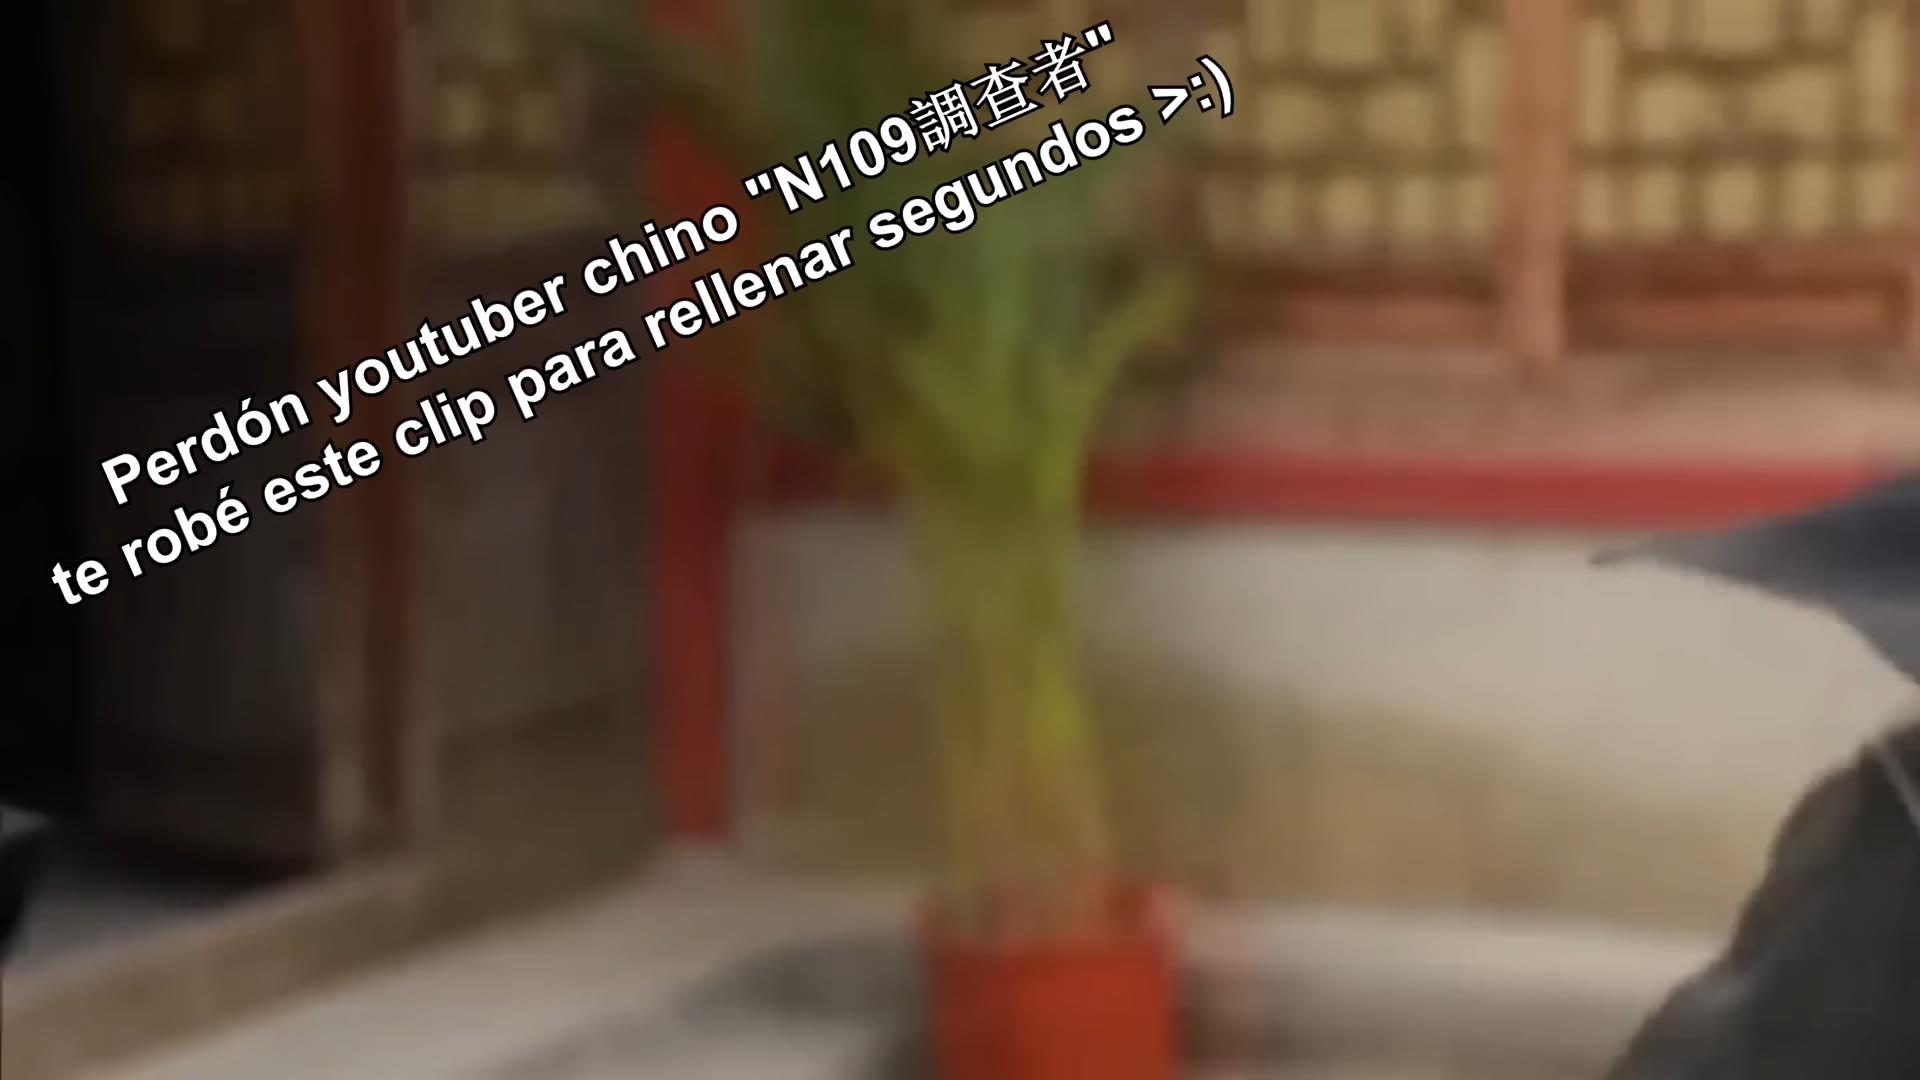 Perdón youtuber chino "N109調查者"
te robé este clip para rellenar segundos >:)